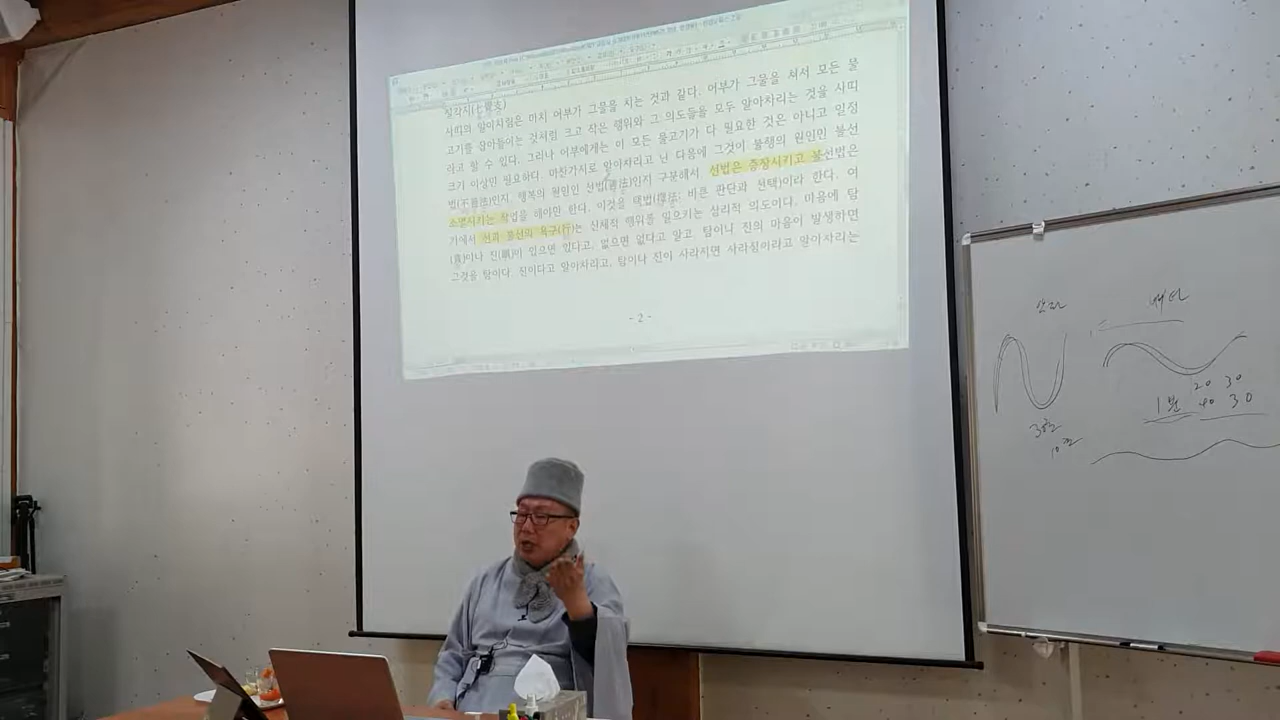 칠각지(七覺支)
사띠의 알아차림은 마치 어부가 그물을 치는 것과 같다. 어부가 그물을 쳐서 모든 물
고기를 잡아들이는 것처럼 크고 작은 행위와 그 의도들을 모두 알아차리는 것을 사띠
라고 할 수 있다. 그러나 어부에게는 이 모든 물고기가 다 필요한 것은 아니고 일정
크기 이상만 필요하다. 마찬가지로 알아차리고 난 다음에 그것이 불행의 원인인 불선
법(不善法)인지, 행복의 원인인 선법(善法)인지 구분해서 선법은 증장시키고 불선법은
소멸시키는 작업을 해야만 한다. 이것을 택법(擇法: 바른 판단과 선택)이라 한다. 여
기에서 선과 불선의 욕구(行)는 신체적 행위를 일으키는 심리적 의도이다. 마음에 탐
(貪)이나 진(瞋)이 있으면 있다고, 없으면 없다고 알고, 탐이나 진의 마음이 발생하면
그것을 탐이다, 진이다고 알아차리고, 탐이나 진이 사라지면 사라짐이라고 알아차리는
- 2 -
20 30
1분 40 30